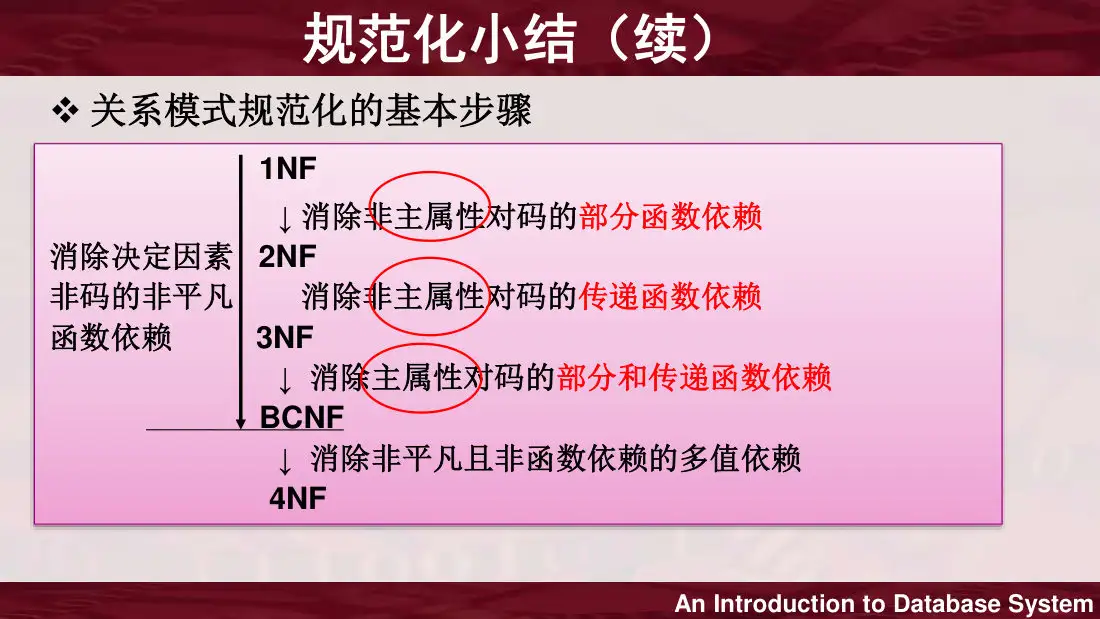 规范化小结（续）
❖ 关系模式规范化的基本步骤
消除决定因素
非码的非平凡
函数依赖
1NF
↓消除非主属性对码的部分函数依赖
2NF
消除非主属性对码的传递函数依赖
3NF
↓ 消除主属性对码的部分和传递函数依赖
BCNF
↓ 消除非平凡且非函数依赖的多值依赖
4NF
An Introduction to Database System